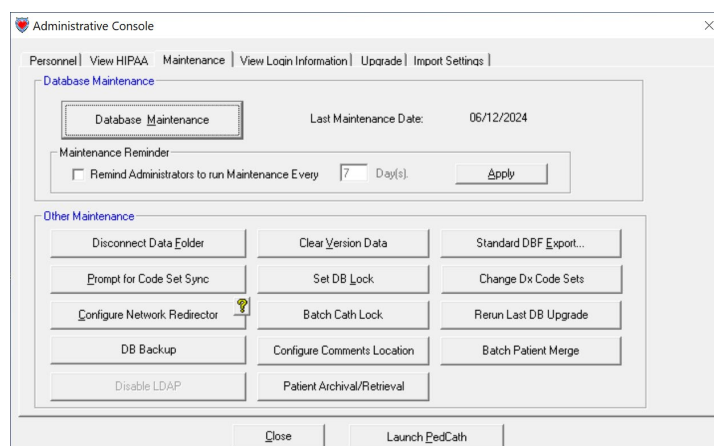 Administrative Console
Personnel View HIPAA Maintenance View Login Information Upgrade Import Settings
Database Maintenance
Database Maintenance Last Maintenance Date: 06/12/2024
Maintenance Reminder
Remind Administrators to run Maintenance Every 7 Day(s). Apply
Other Maintenance
Disconnect Data Folder Clear Version Data Standard DBF Export...
Prompt for Code Set Sync Set DB Lock Change Dx Code Sets
Configure Network Redirector ? Batch Cath Lock Rerun Last DB Upgrade
DB Backup Configure Comments Location Batch Patient Merge
Disable LDAP Patient Archival/Retrieval
Close Launch PedCath